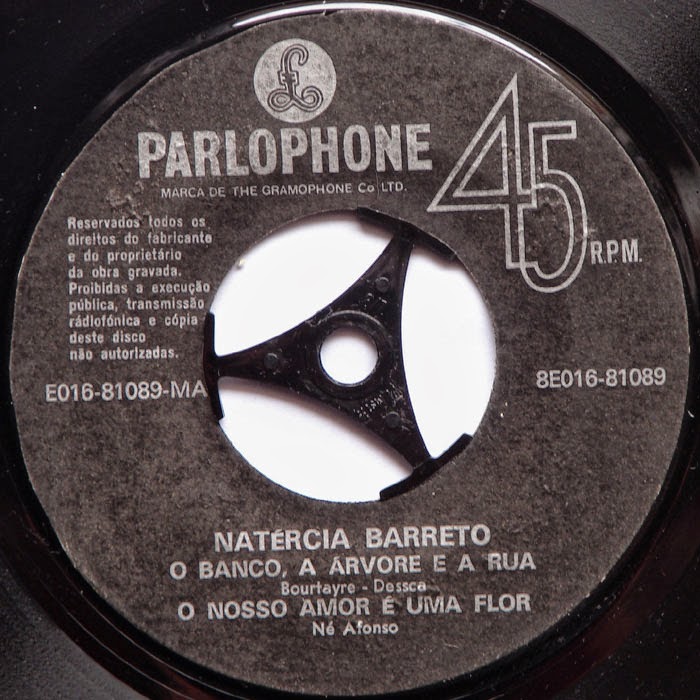 £
PARLOPHONE
MARCA DE THE GRAMOPHONE Co LTD.
45
R.P.M.
Reservados todos os
direitos do fabricante
e do proprietário
da obra gravada.
Proibidas a execução
pública, transmissão
rádiofónica e cópia
deste disco
não autorizadas.
E016-81089-MA
8E016-81089
NATÉRCIA BARRETO
O BANCO, A ÁRVORE E A RUA
Bourtayre - Dessca
O NOSSO AMOR É UMA FLOR
Né Afonso